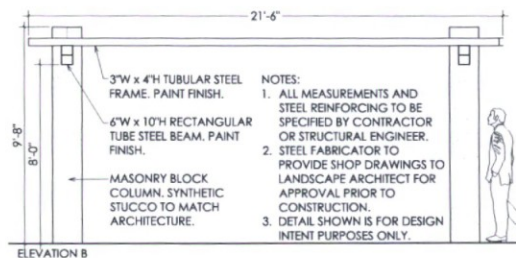 21'-6"
3"W x 4"H TUBULAR STEEL
FRAME. PAINT FINISH.
6"W x 10"H RECTANGULAR
TUBE STEEL BEAM. PAINT
FINISH.
MASONRY BLOCK
COLUMN. SYNTHETIC
STUCCO TO MATCH
ARCHITECTURE.
NOTES:
1. ALL MEASUREMENTS AND
STEEL REINFORCING TO BE
SPECIFIED BY CONTRACTOR
OR STRUCTURAL ENGINEER.
2. STEEL FABRICATOR TO
PROVIDE SHOP DRAWINGS TO
LANDSCAPE ARCHITECT FOR
APPROVAL PRIOR TO
CONSTRUCTION.
3. DETAIL SHOWN IS FOR DESIGN
INTENT PURPOSES ONLY.
9'-8"
8'-0"
ELEVATION B